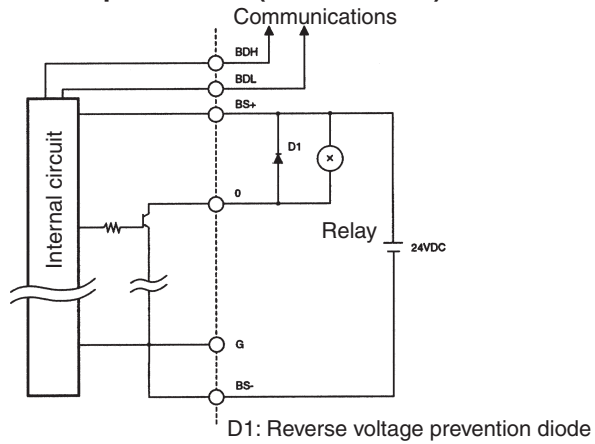 Communications
BDH
BDL
BS+
D1
Internal circuit
0
Relay
24VDC
G
BS-
D1: Reverse voltage prevention diode